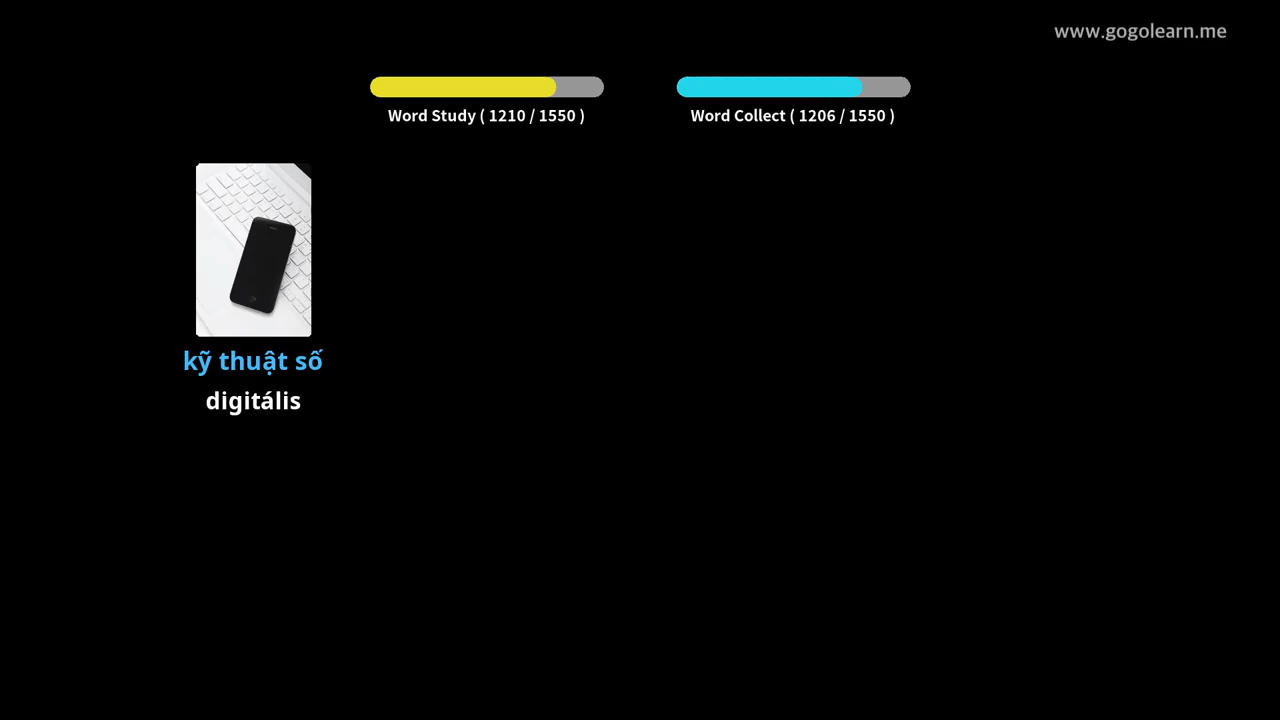 www.gogolearn.me
Word Study ( 1210 / 1550 )
Word Collect ( 1206 / 1550 )
kỹ thuật số
digitális